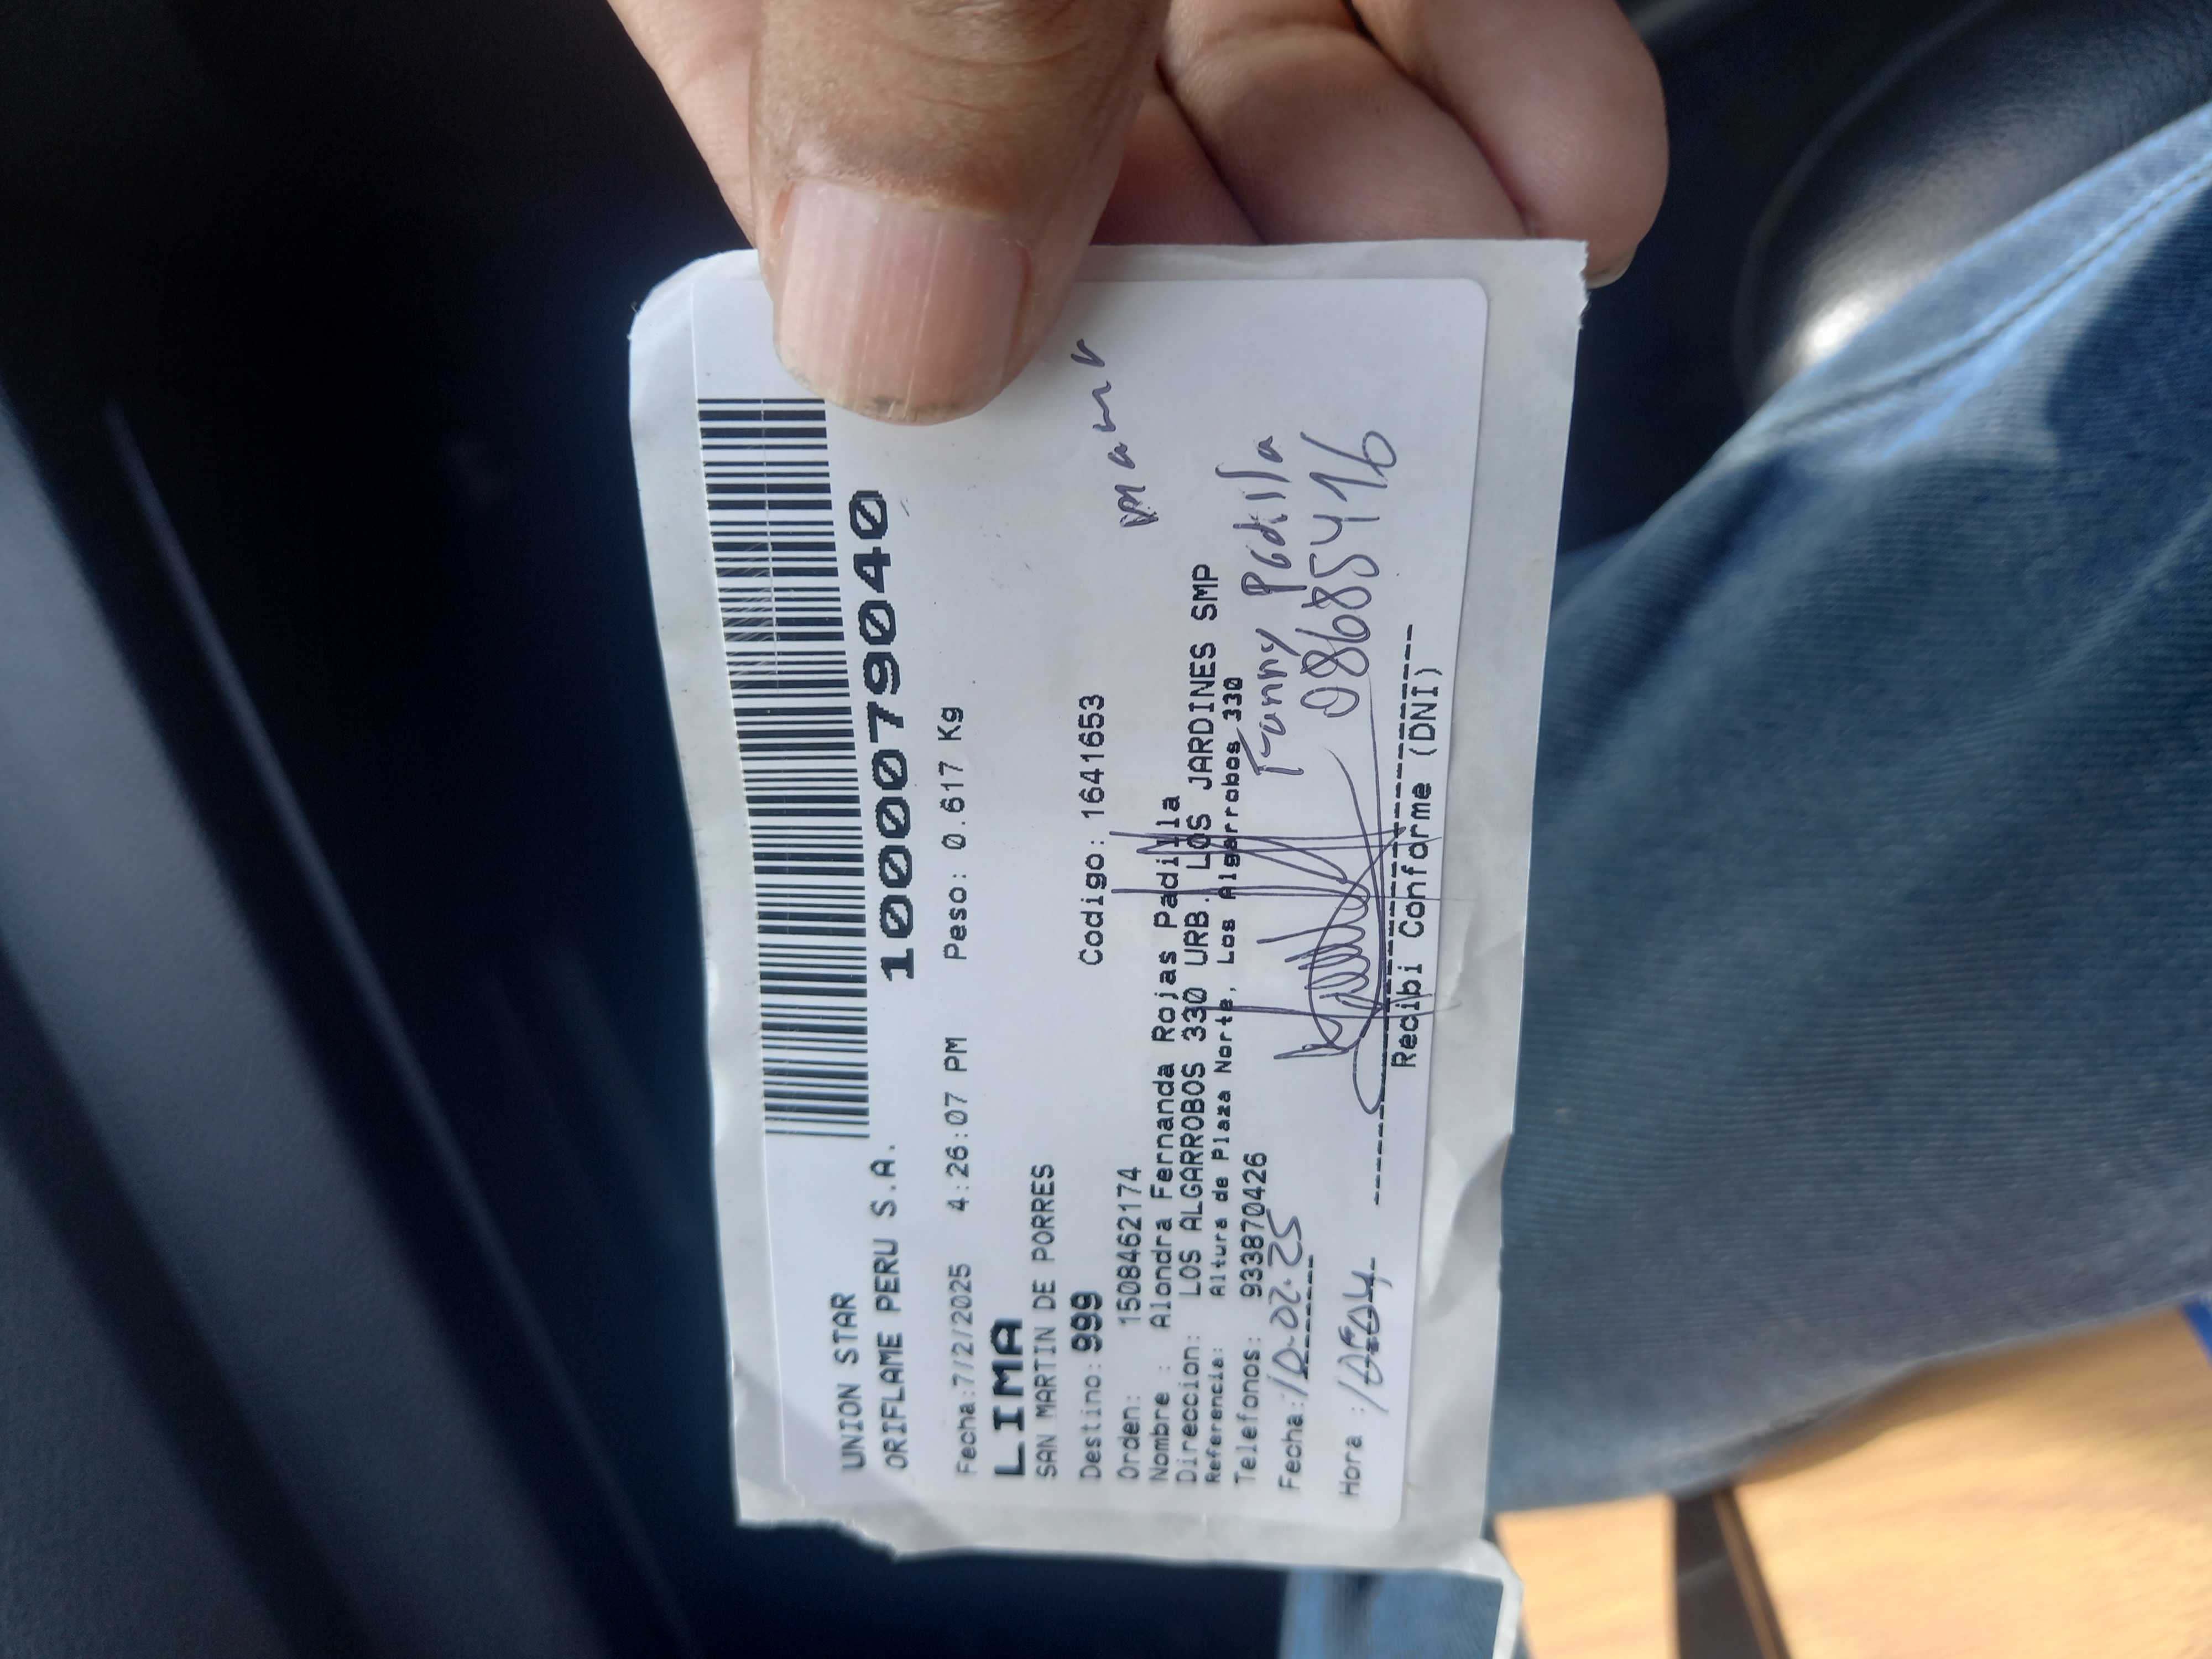 UNION STAR
ORIFLAME PERU S.A.
1000079040
Fecha:7/2/2025 4:26:07 PM Peso: 0.617 Kg
LIMA
SAN MARTIN DE PORRES
Destino: 999 Codigo: 1641653
Orden: 1508462174
Nombre : Alondra Fernanda Rojas Padilla
Direccion: LOS ALGARROBOS 330 URB. LOS JARDINES SMP
Referencia: Altura de Plaza Norte, Los Algarrobos 330
Telefonos: 933870426
Padilla
Fecha: 10-02-25
08685416
Hora :
Recibi Conforme (DNI)